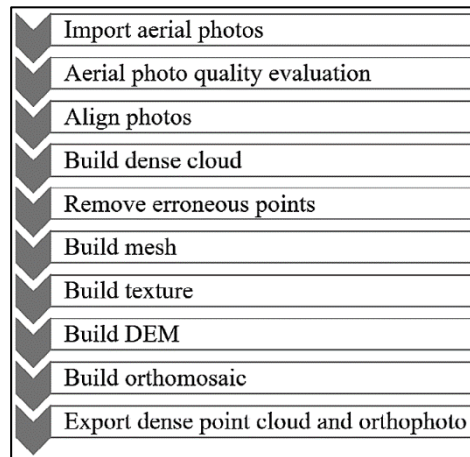 Import aerial photos
Aerial photo quality evaluation
Align photos
Build dense cloud
Remove erroneous points
Build mesh
Build texture
Build DEM
Build orthomosaic
Export dense point cloud and orthophoto